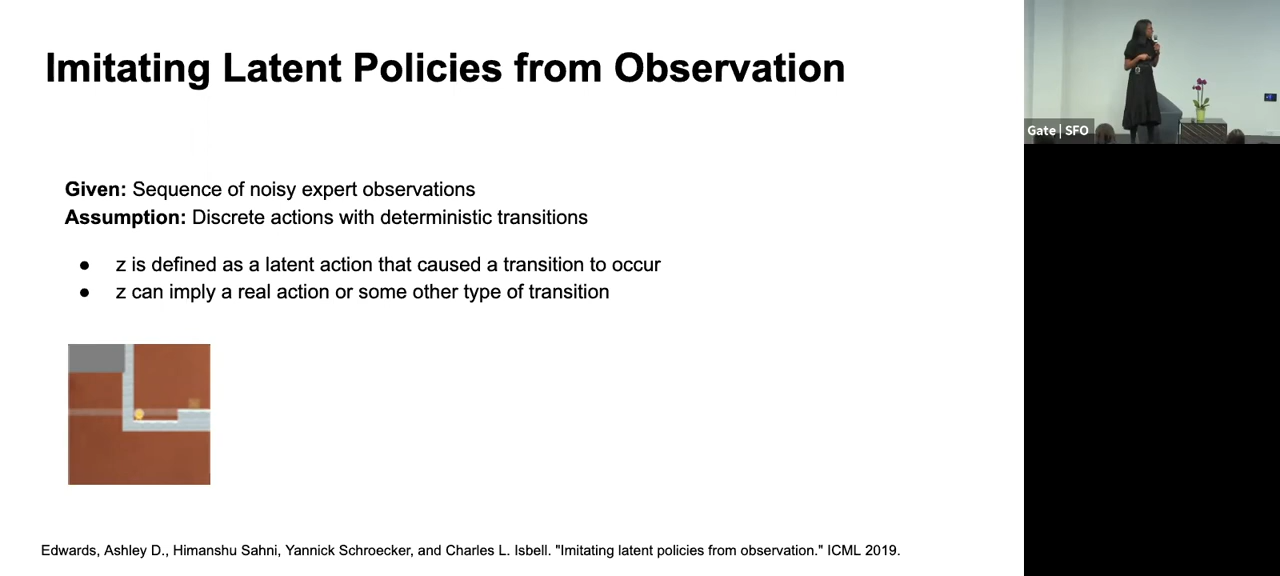 Imitating Latent Policies from Observation
Gate | SFO
Given: Sequence of noisy expert observations
Assumption: Discrete actions with deterministic transitions
● z is defined as a latent action that caused a transition to occur
● z can imply a real action or some other type of transition
Edwards, Ashley D., Himanshu Sahni, Yannick Schroecker, and Charles L. Isbell. "Imitating latent policies from observation." ICML 2019.